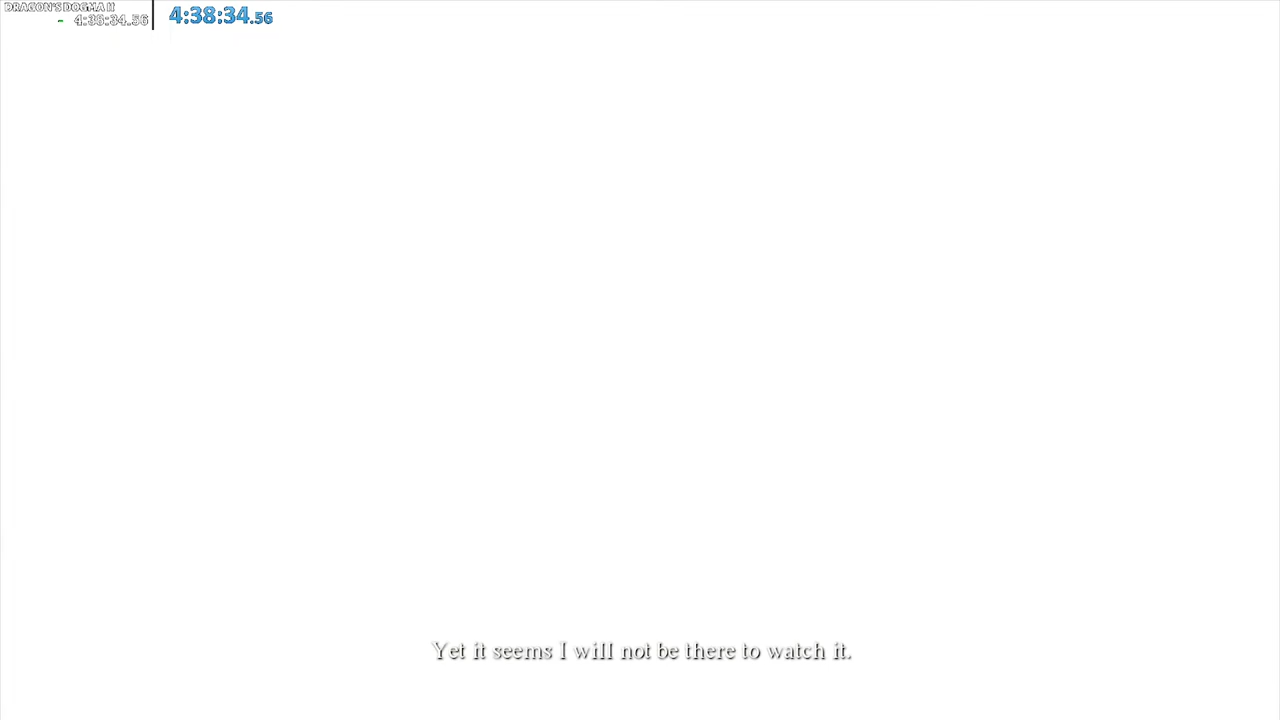 DRAGON'S DOGMA II
- 4:38:34.56
4:38:34.56
Yet it seems I will not be there to watch it.